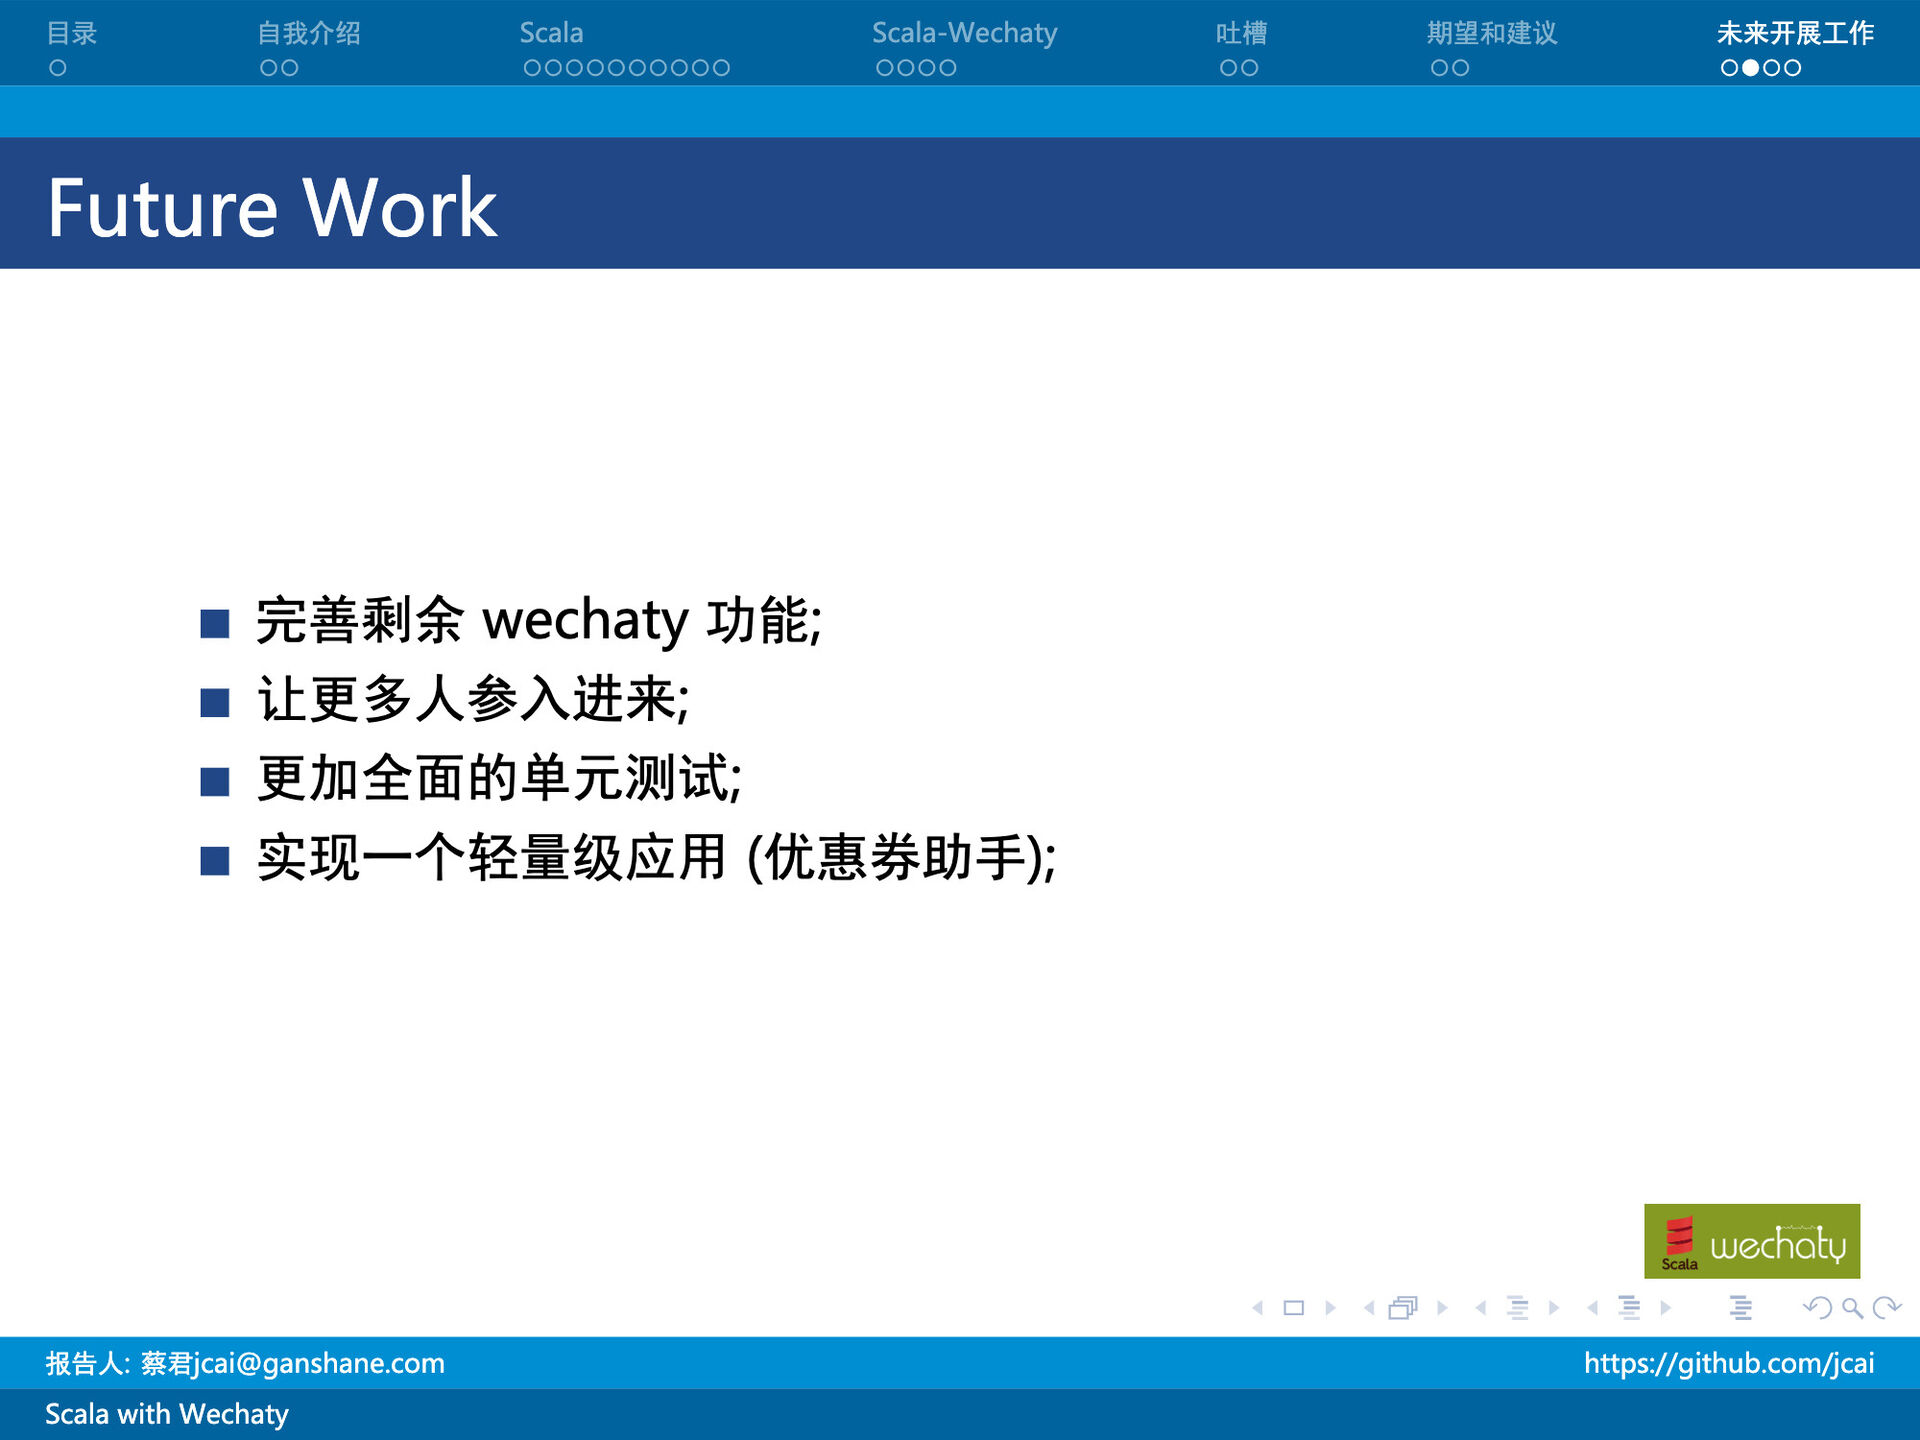 目录
自我介绍
Scala
Scala-Wechaty
吐槽
期望和建议
未来开展工作
Future Work
完善剩余 wechaty 功能;
让更多人参入进来;
更加全面的单元测试;
实现一个轻量级应用 (优惠券助手);
Scala
wechaty
报告人: 蔡君jcai@ganshane.com
https://github.com/jcai
Scala with Wechaty